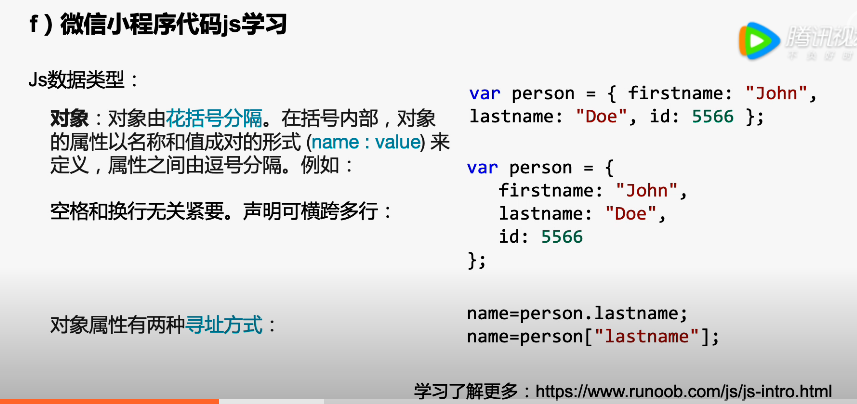 f）微信小程序代码js学习
腾讯视
不负好时
Js数据类型：
对象：对象由花括号分隔。在括号内部，对象
的属性以名称和值成对的形式 (name : value) 来
定义，属性之间由逗号分隔。例如：
空格和换行无关紧要。声明可横跨多行：
对象属性有两种寻址方式：
var person = { firstname: "John",
lastname: "Doe", id: 5566 };
var person = {
firstname: "John",
lastname: "Doe",
id: 5566
};
name=person.lastname;
name=person["lastname"];
学习了解更多：https://www.runoob.com/js/js-intro.html